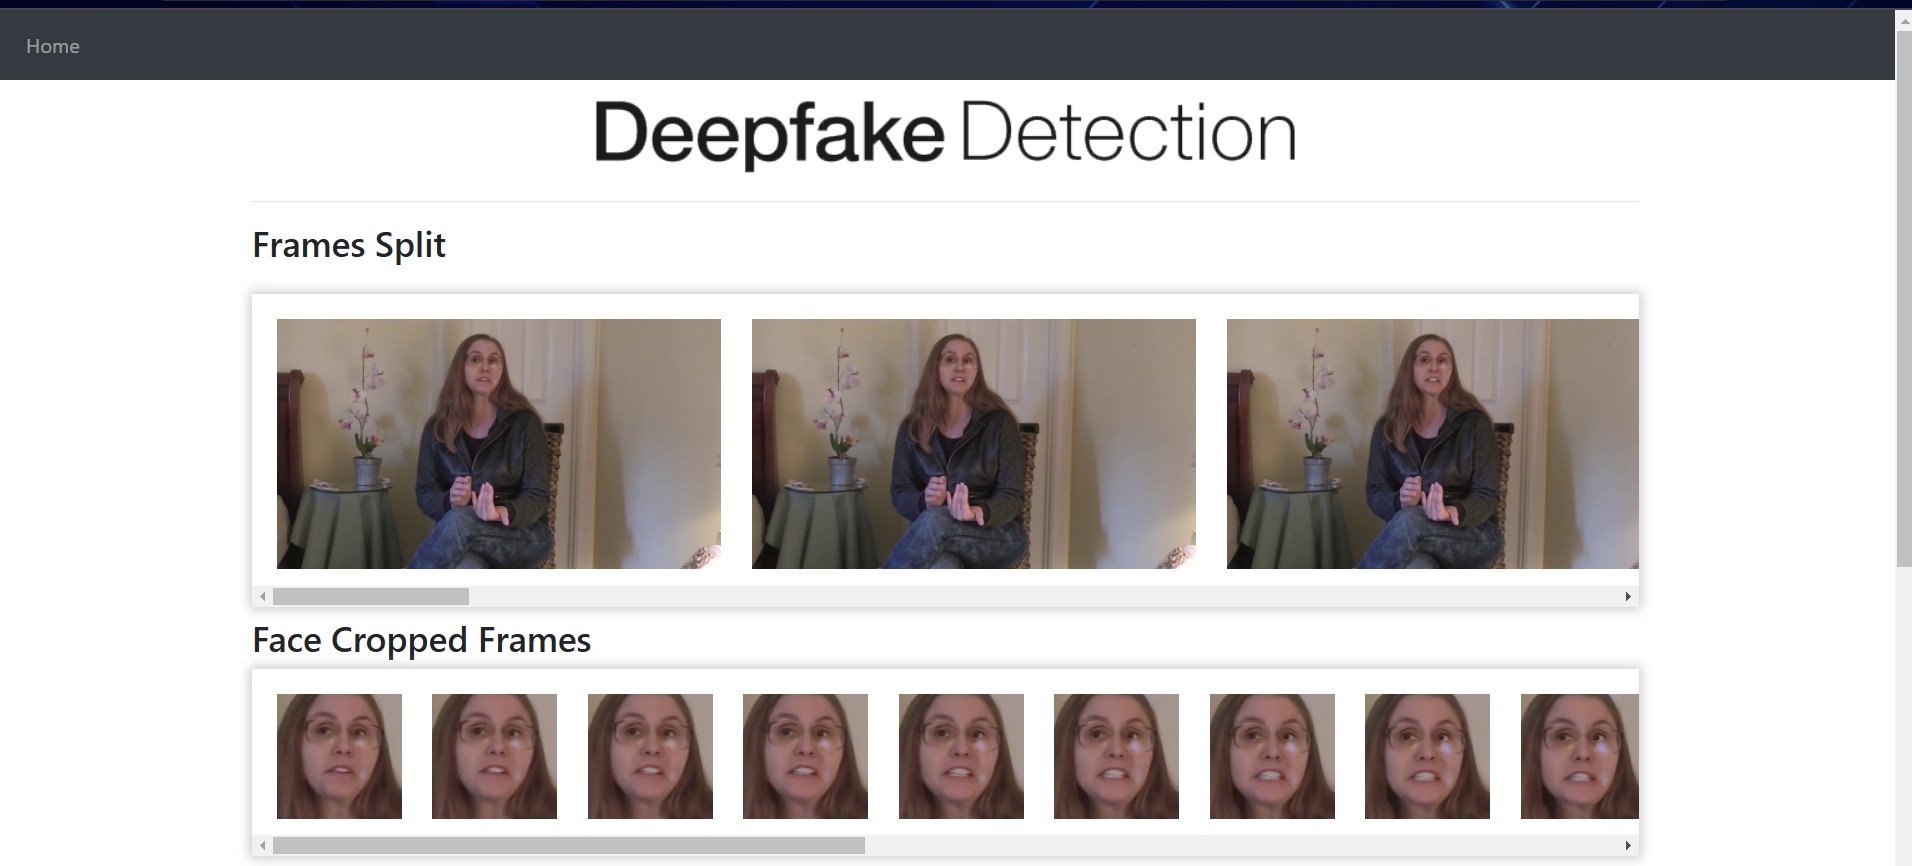 Home
Deepfake Detection
Frames Split
Face Cropped Frames